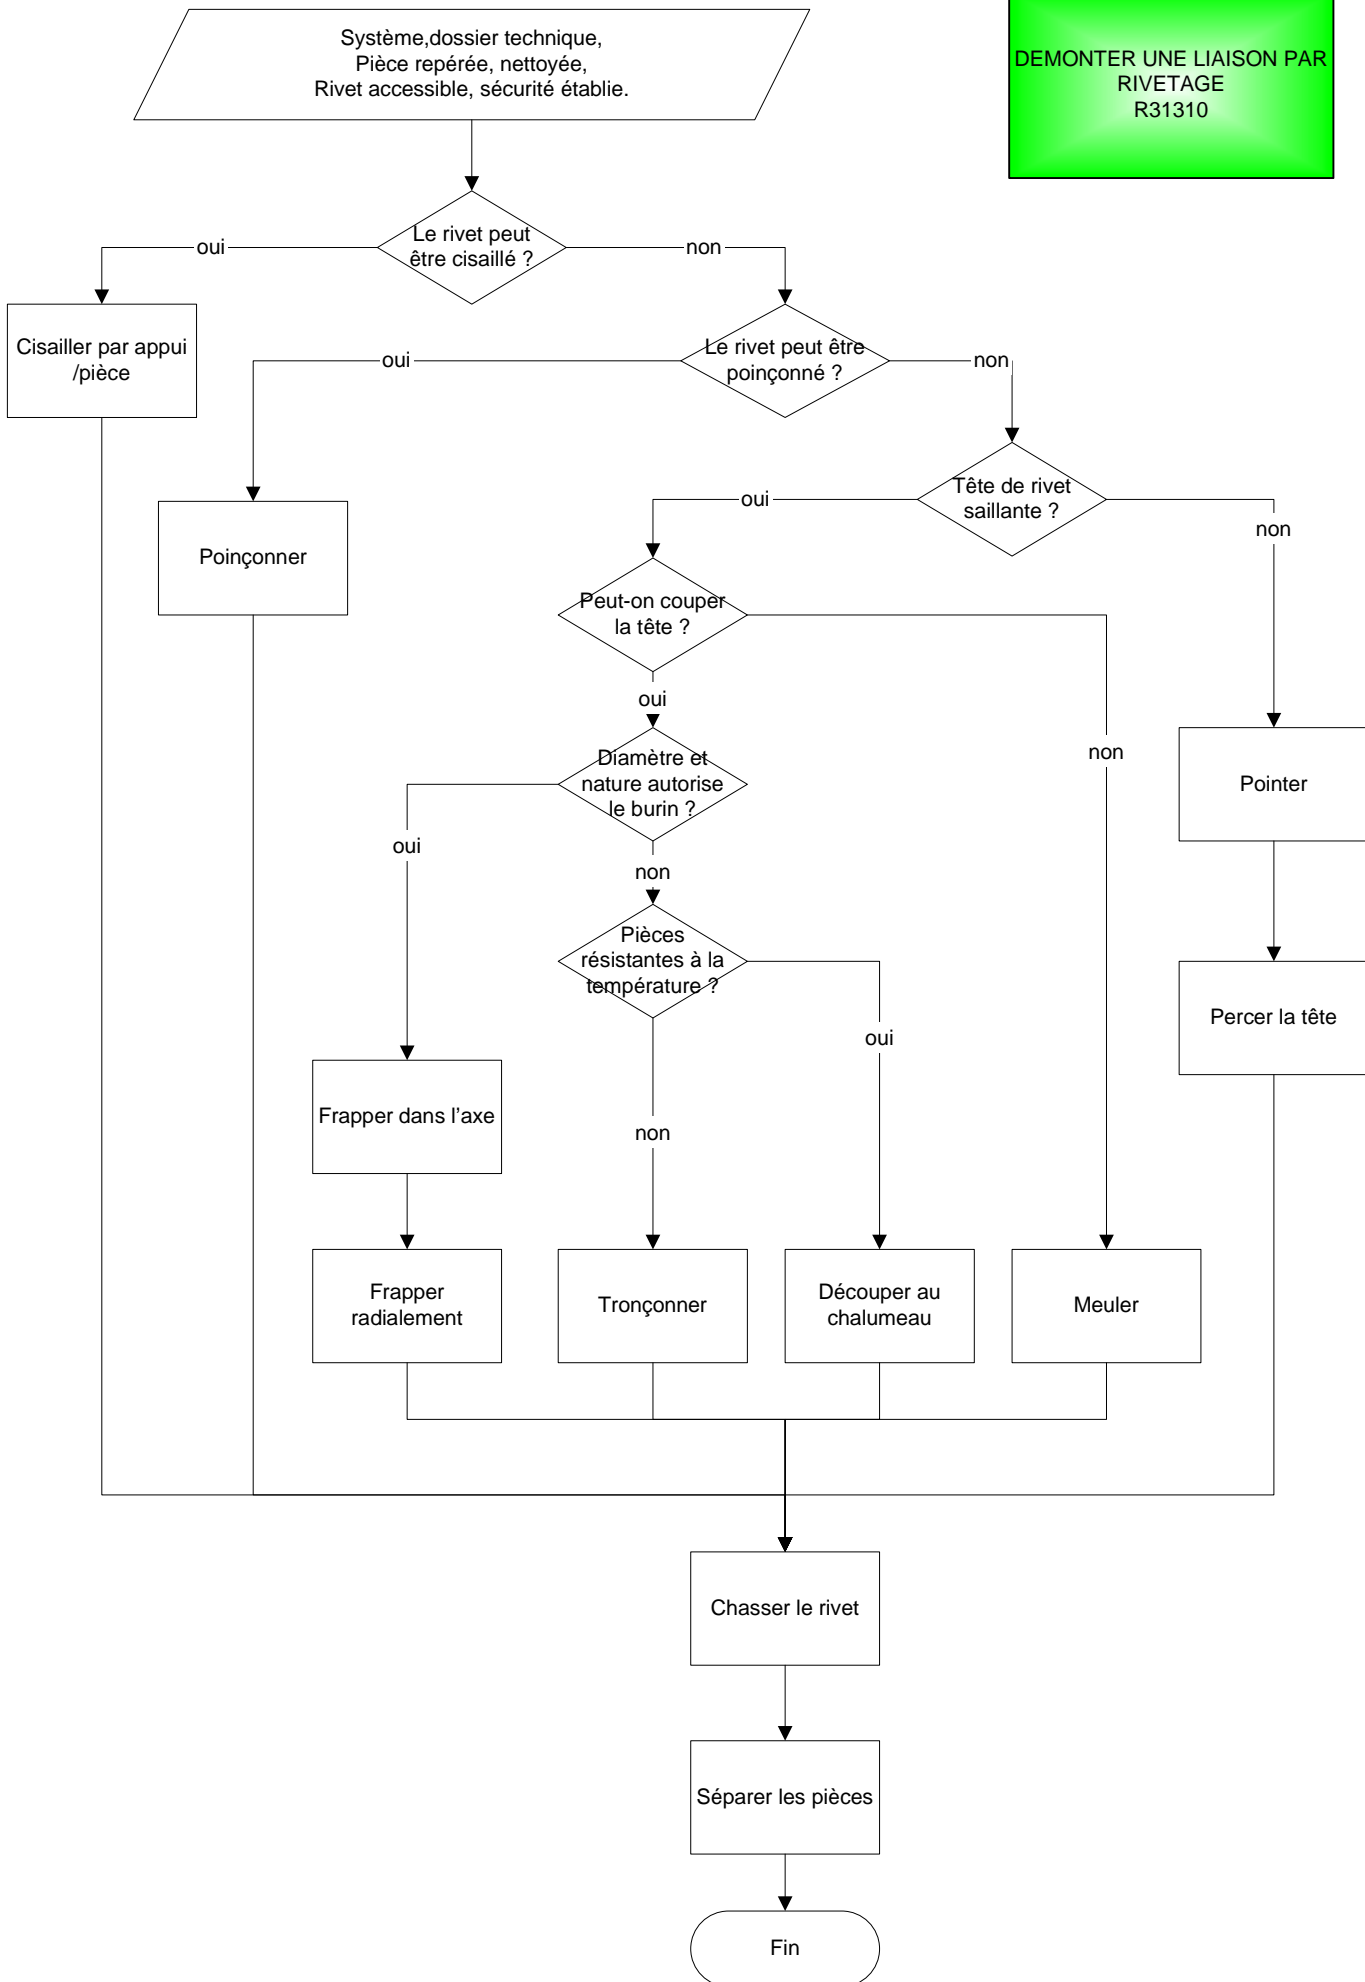 Système,dossier technique,
Pièce repérée, nettoyée,
Rivet accessible, sécurité établie.
DEMONTER UNE LIAISON PAR
RIVETAGE
R31310
Le rivet peut
être cisaillé ?
oui
non
Cisailler par appui
/pièce
Le rivet peut être
poinçonné ?
oui
non
Tête de rivet
saillante ?
oui
non
Poinçonner
Peut-on couper
la tête ?
oui
non
Diamètre et
nature autorise
le burin ?
oui
non
Pointer
Pièces
résistantes à la
température ?
oui
non
Percer la tête
Frapper dans l'axe
Frapper
radialement
Tronçonner
Découper au
chalumeau
Meuler
Chasser le rivet
Séparer les pièces
Fin